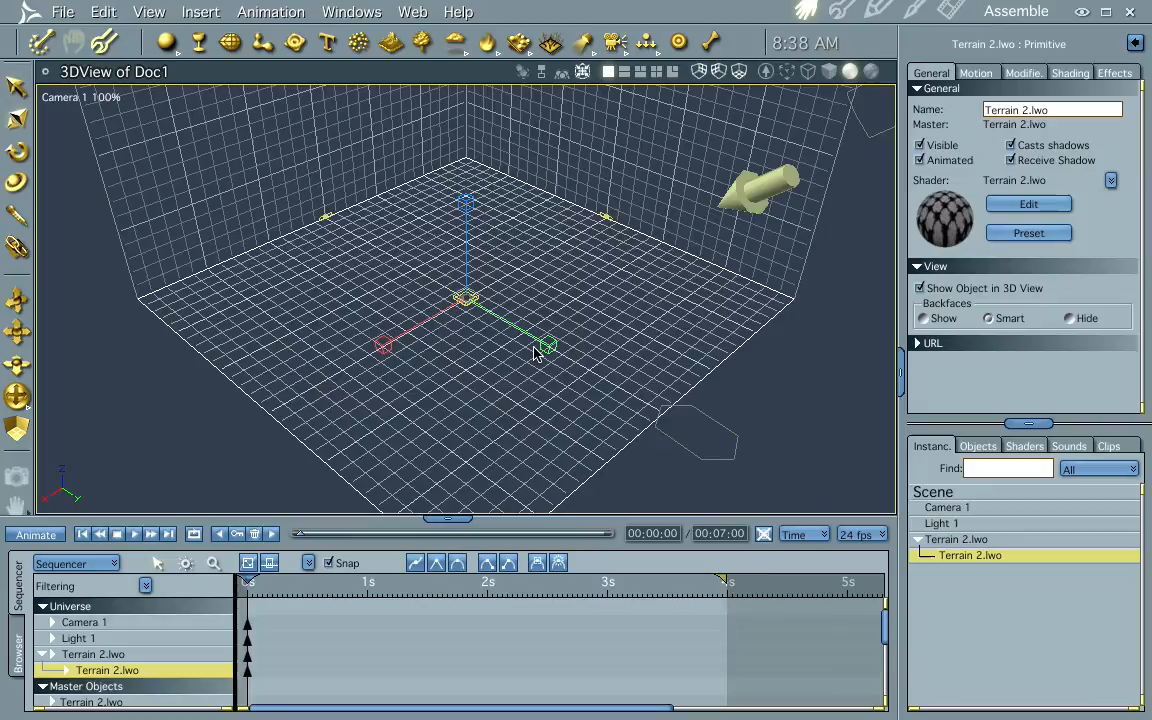 File Edit View Insert Animation Windows Web Help Assemble
8:38 AM
Terrain 2.lwo : Primitive
3DView of Doc1
General Motion Modifie. Shading Effects
General
Camera 1 100%
Name: Terrain 2.lwo
Master: Terrain 2.lwo
Visible Casts shadows
Animated Receive Shadow
Shader: Terrain 2.lwo
Edit
Preset
View
Show Object in 3D View
Backfaces
Show Smart Hide
URL
Instanc. Objects Shaders Sounds Clips
Find: All
Scene
Camera 1
Light 1
Terrain 2.lwo
Terrain 2.lwo
Z
X Y
Animate 00:00:00 / 00:07:00 Time 24 fps
Sequencer Snap
Filtering 1s 2s 3s 5s
Universe
Camera 1
Light 1
Terrain 2.lwo
Terrain 2.lwo
Master Objects
Terrain 2.lwo
Sequencer
Browser